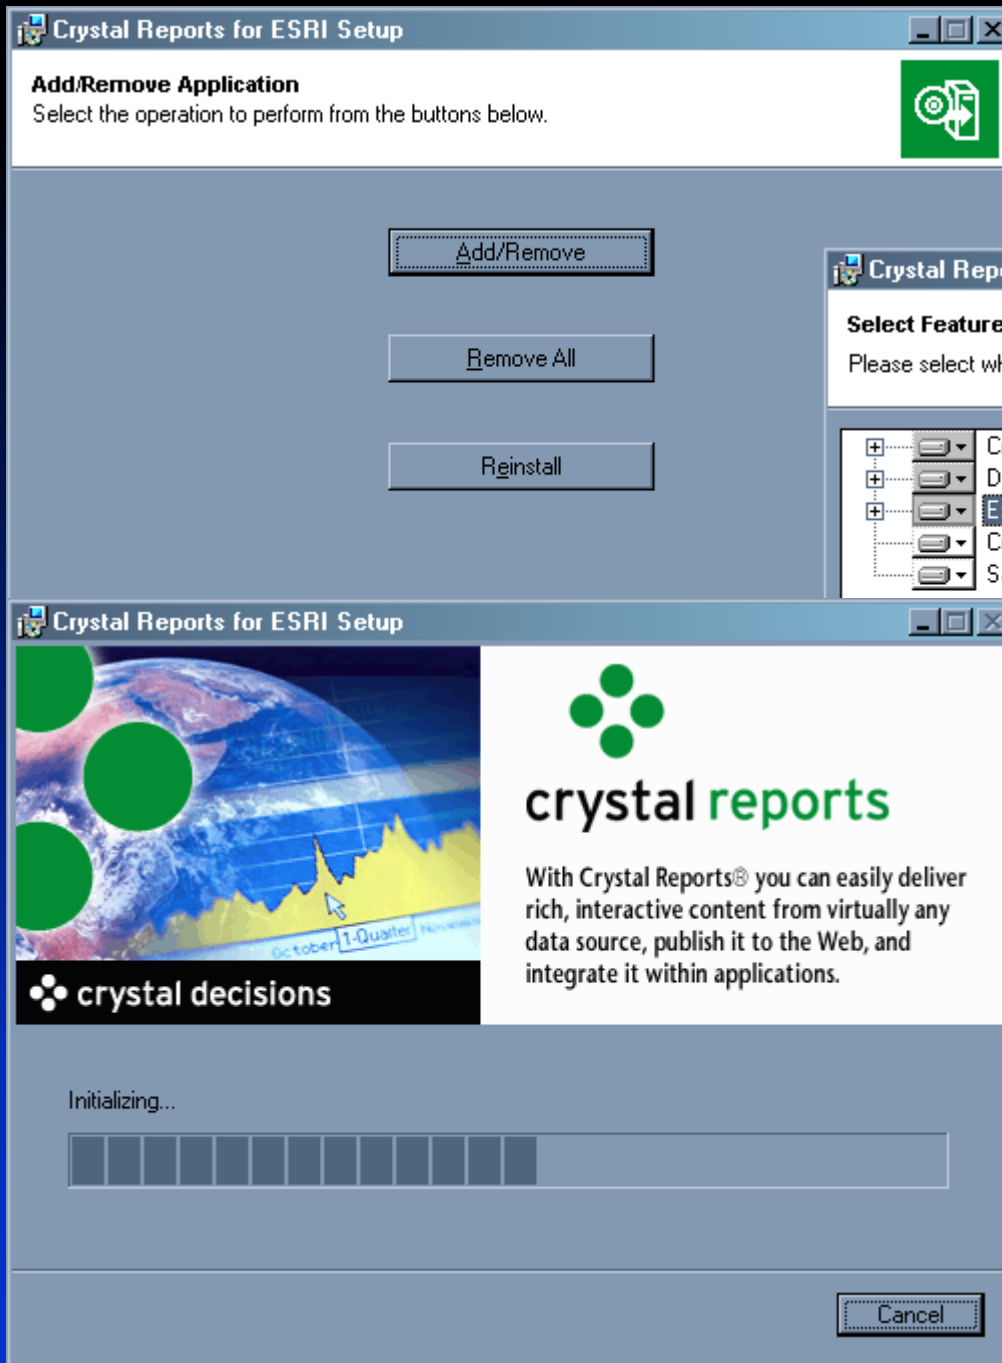 Crystal Reports for ESRI Setup
Add/Remove Application
Select the operation to perform from the buttons below.
Add/Remove
Remove All
Reinstall
Crystal Rep
Select Feature
Please select wh
C
D
E
C
S
Crystal Reports for ESRI Setup
crystal reports
With Crystal Reports® you can easily deliver
rich, interactive content from virtually any
data source, publish it to the Web, and
integrate it within applications.
October 1-Quarter
crystal decisions
Initializing...
Cancel